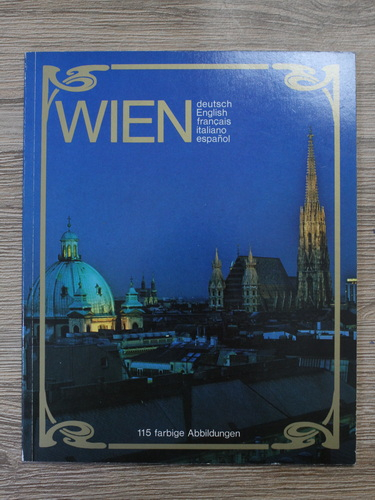 WIEN
deutsch
English
français
italiano
español
115 farbige Abbildungen